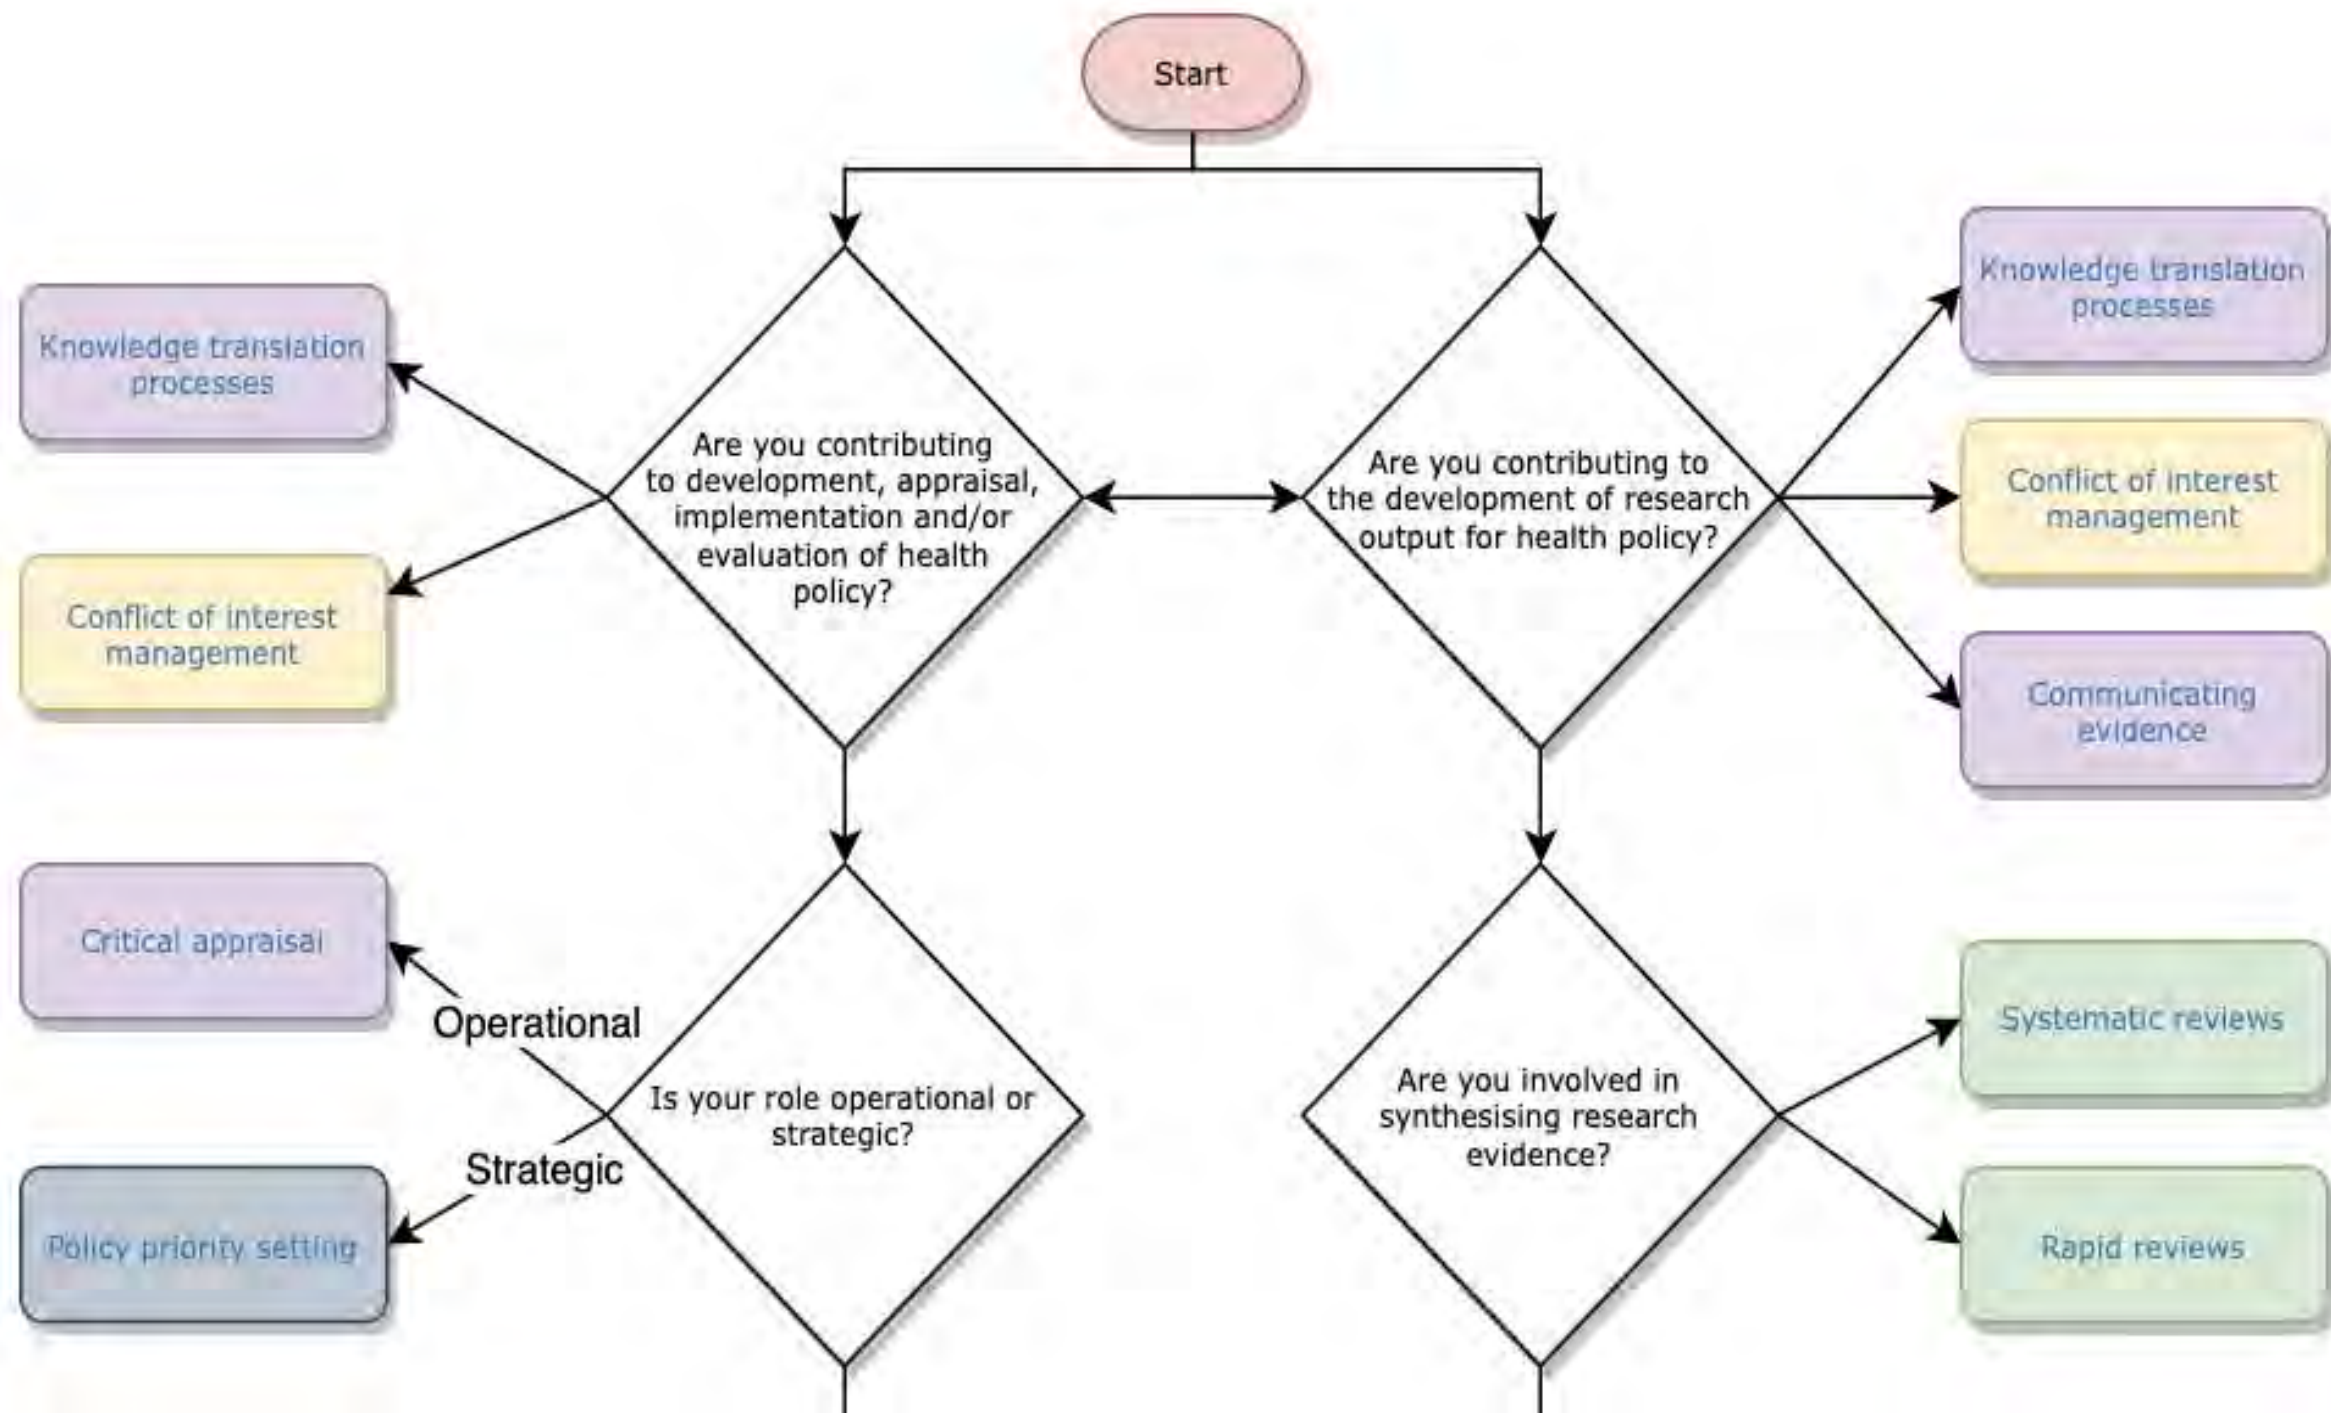 Start
Knowledge translation
processes
Conflict of interest
management
Are you contributing
to development, appraisal,
implementation and/or
evaluation of health
policy?
Are you contributing to
the development of research
output for health policy?
Knowledge translation
processes
Conflict of interest
management
Communicating
evidence
Critical appraisal
Operational
Strategic
Policy priority setting
Is your role operational or
strategic?
Are you involved in
synthesising research
evidence?
Systematic reviews
Rapid reviews